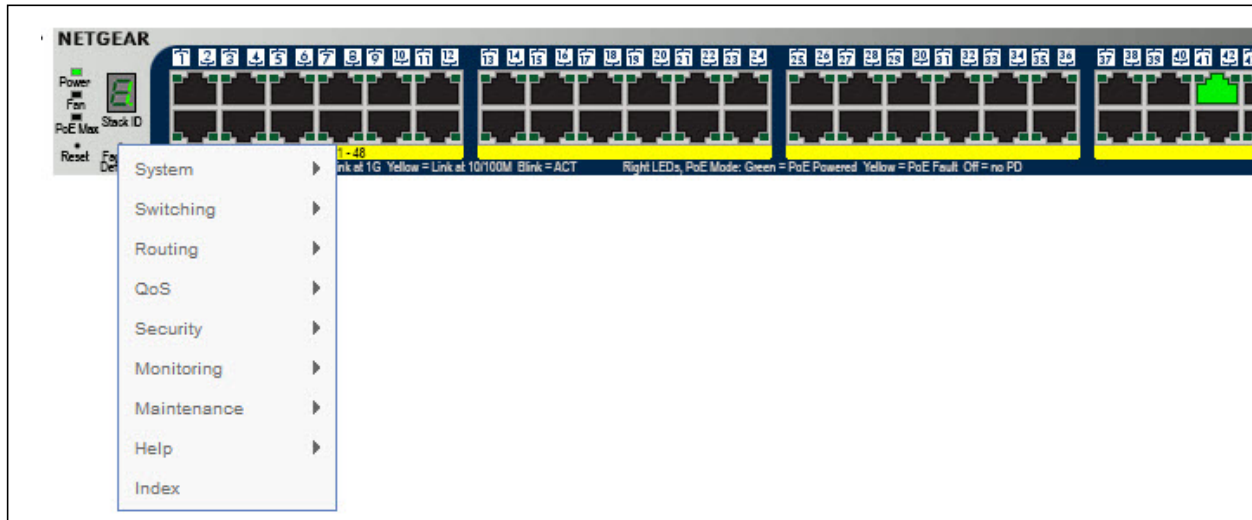 NETGEAR
1 2 3 4 5 6 7 8 9 10 11 12 13 14 15 16 17 18 19 20 21 22 23 24 25 26 27 28 29 30 31 32 33 34 35 36 37 38 39 40 41 42
Power
Fan
PoE Max
Stack ID
Reset
1 - 48
Link at 1G Yellow = Link at 10/100M Blink = ACT Right LEDs, PoE Mode: Green = PoE Powered Yellow = PoE Fault Off = no PD
System
Switching
Routing
QoS
Security
Monitoring
Maintenance
Help
Index